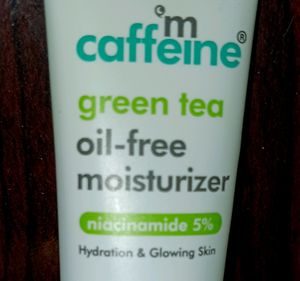 m
caffeine®
green tea
oil-free
moisturizer
niacinamide 5%
Hydration & Glowing Skin